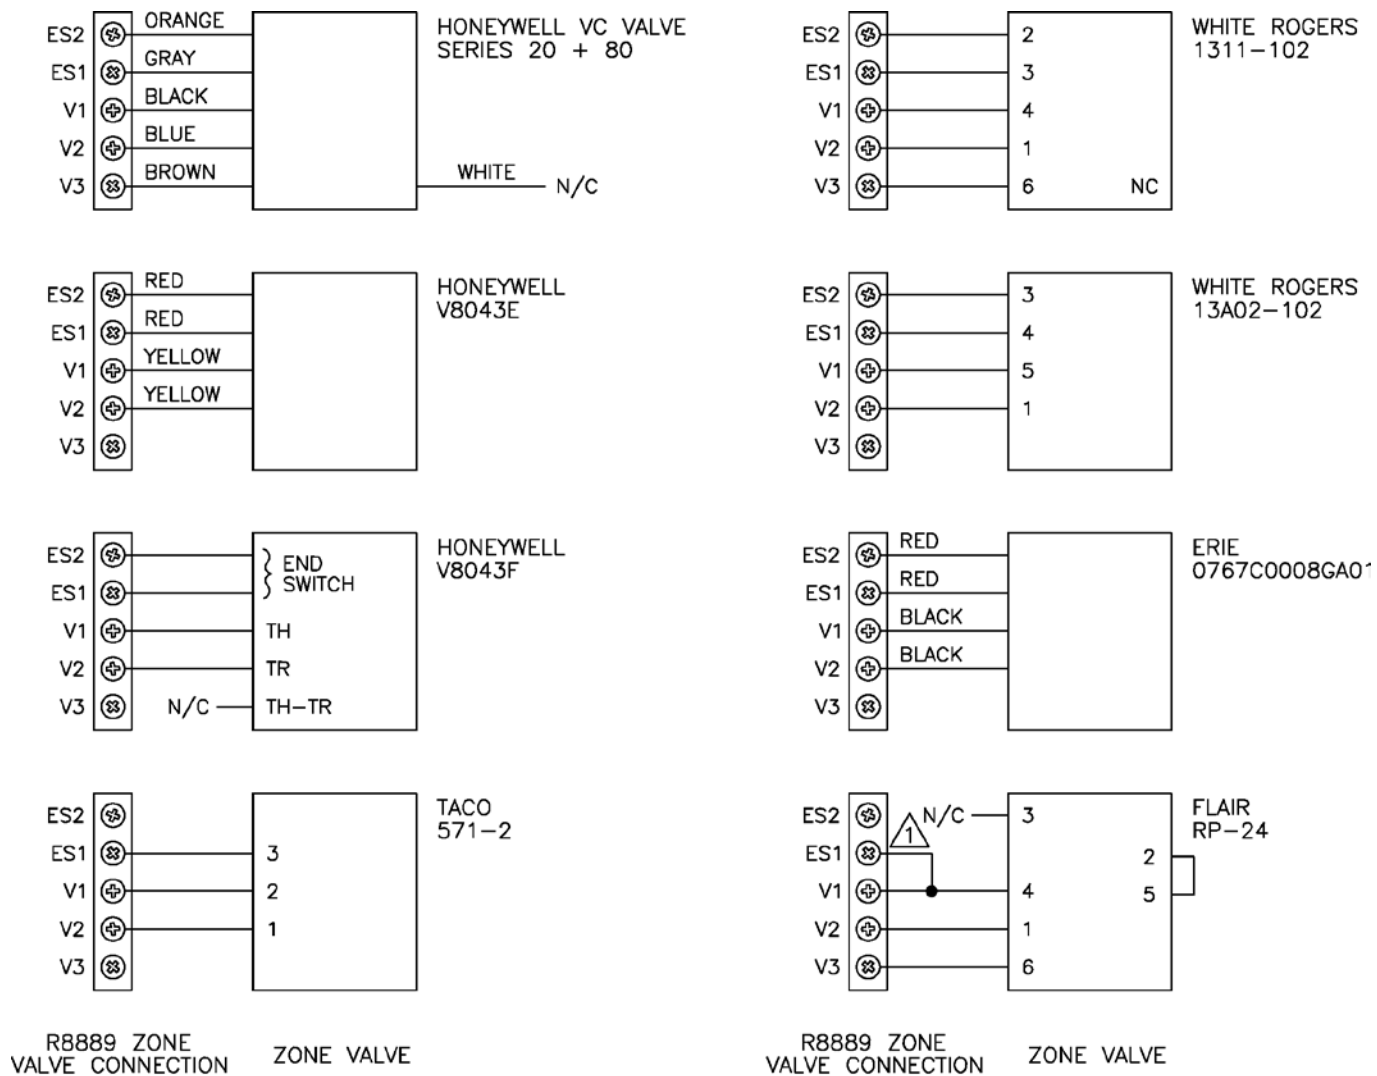 ES2 ORANGE HONEYWELL VC VALVE
SERIES 20 + 80
ES1 GRAY
V1 BLACK
V2 BLUE
V3 BROWN WHITE N/C
WHITE ROGERS
1311-102
ES2 2
ES1 3
V1 4
V2 1
V3 6 NC
ES2 RED HONEYWELL
V8043E
ES1 RED
V1 YELLOW
V2 YELLOW
V3
WHITE ROGERS
13A02-102
ES2 3
ES1 4
V1 5
V2 1
V3
HONEYWELL
V8043F
ES2 END
ES1 SWITCH
V1 TH
V2 TR
V3 N/C TH-TR
ERIE
0767C0008GA01
ES2 RED
ES1 RED
V1 BLACK
V2 BLACK
V3
TACO
571-2
ES2
ES1 3
V1 2
V2 1
V3
FLAIR
RP-24
ES2 1 N/C 3
ES1 2
V1 4 5
V2 1
V3 6
R8889 ZONE
VALVE CONNECTION ZONE VALVE
R8889 ZONE
VALVE CONNECTION ZONE VALVE